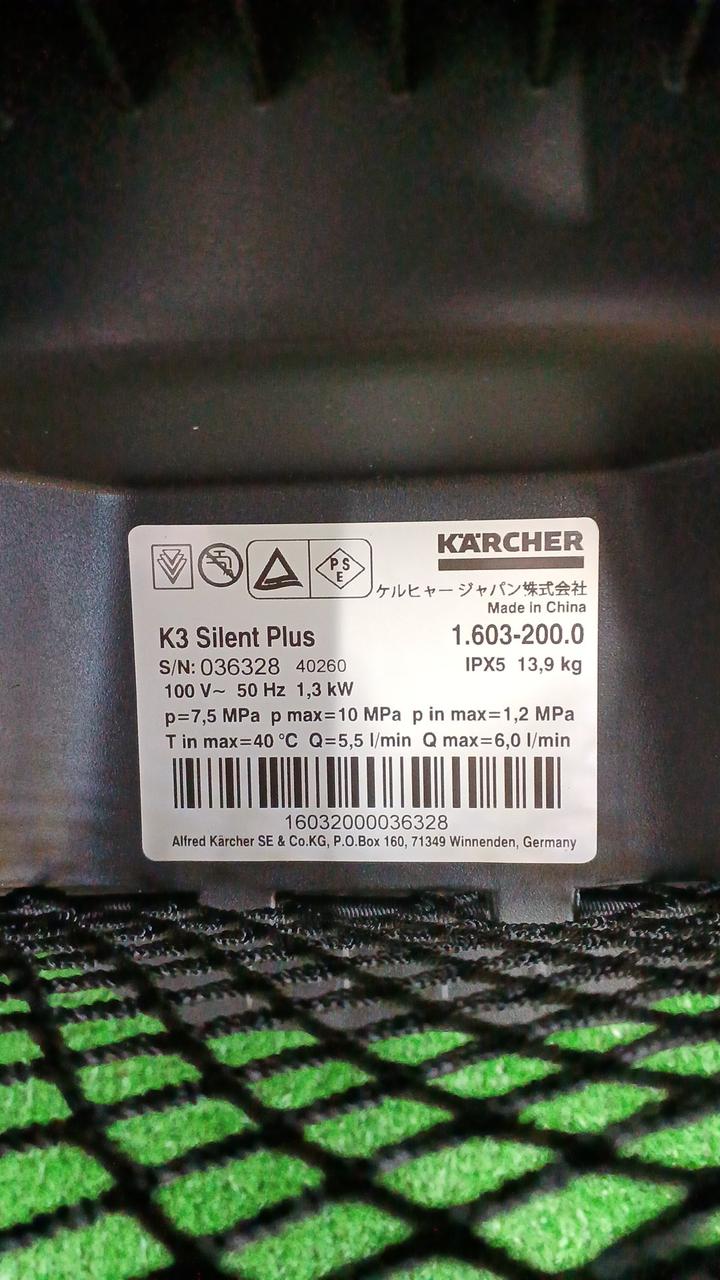 KÄRCHER
P S
E
ケルヒャー ジャパン株式会社
Made in China
K3 Silent Plus 1.603-200.0
S/N: 036328 40260 IPX5 13,9 kg
100 V~ 50 Hz 1,3 kW
p=7,5 MPa p max=10 MPa p in max=1,2 MPa
T in max=40 °C Q=5,5 l/min Q max=6,0 l/min
16032000036328
Alfred Kärcher SE & Co.KG, P.O.Box 160, 71349 Winnenden, Germany